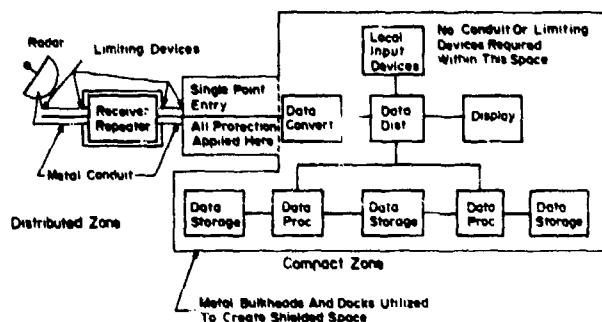 Radar
Limiting Devices
Receiver
Repeater
Metal Conduit
Single Point
Entry
All Protection
Applied Here
Data
Convert
Local
Input
Devices
No Conduit Or Limiting
Devices Required
Within This Space
Data
Dist
Display
Data
Storage
Data
Proc
Data
Storage
Data
Proc
Data
Storage
Distributed Zone
Compact Zone
Metal Bulkheads And Decks Utilized
To Create Shielded Space